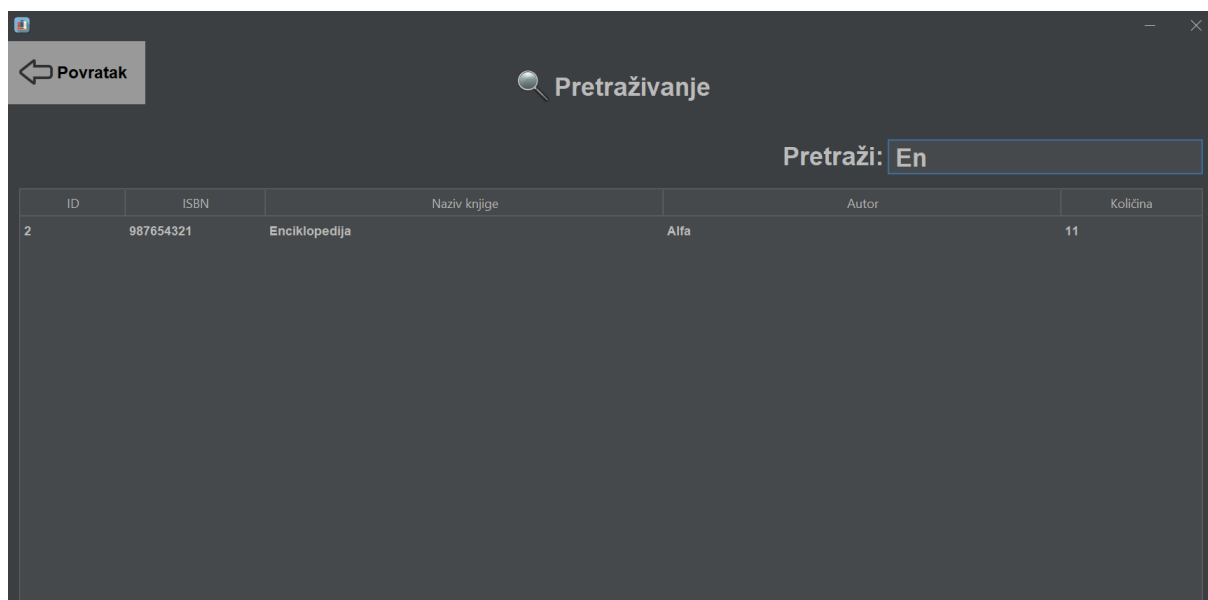 Povratak
Pretraživanje
Pretraži: En
ID ISBN Naziv knjige Autor Količina
2 987654321 Enciklopedija Alfa 11